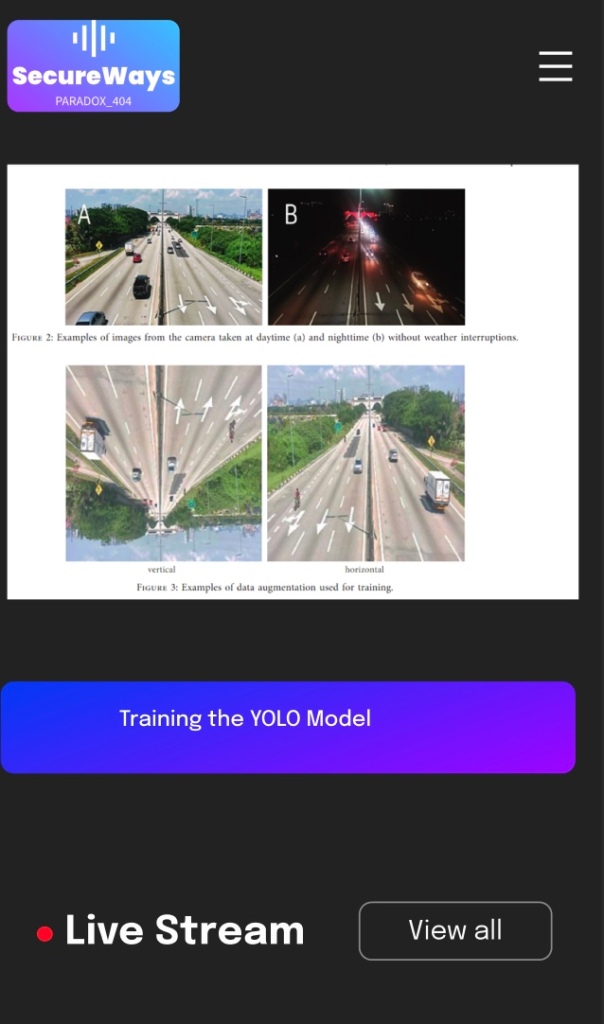 SecureWays
PARADOX_404
A
B
FIGURE 2: Examples of images from the camera taken at daytime (a) and nighttime (b) without weather interruptions.
vertical
horizontal
FIGURE 3: Examples of data augmentation used for training.
Training the YOLO Model
Live Stream
View all